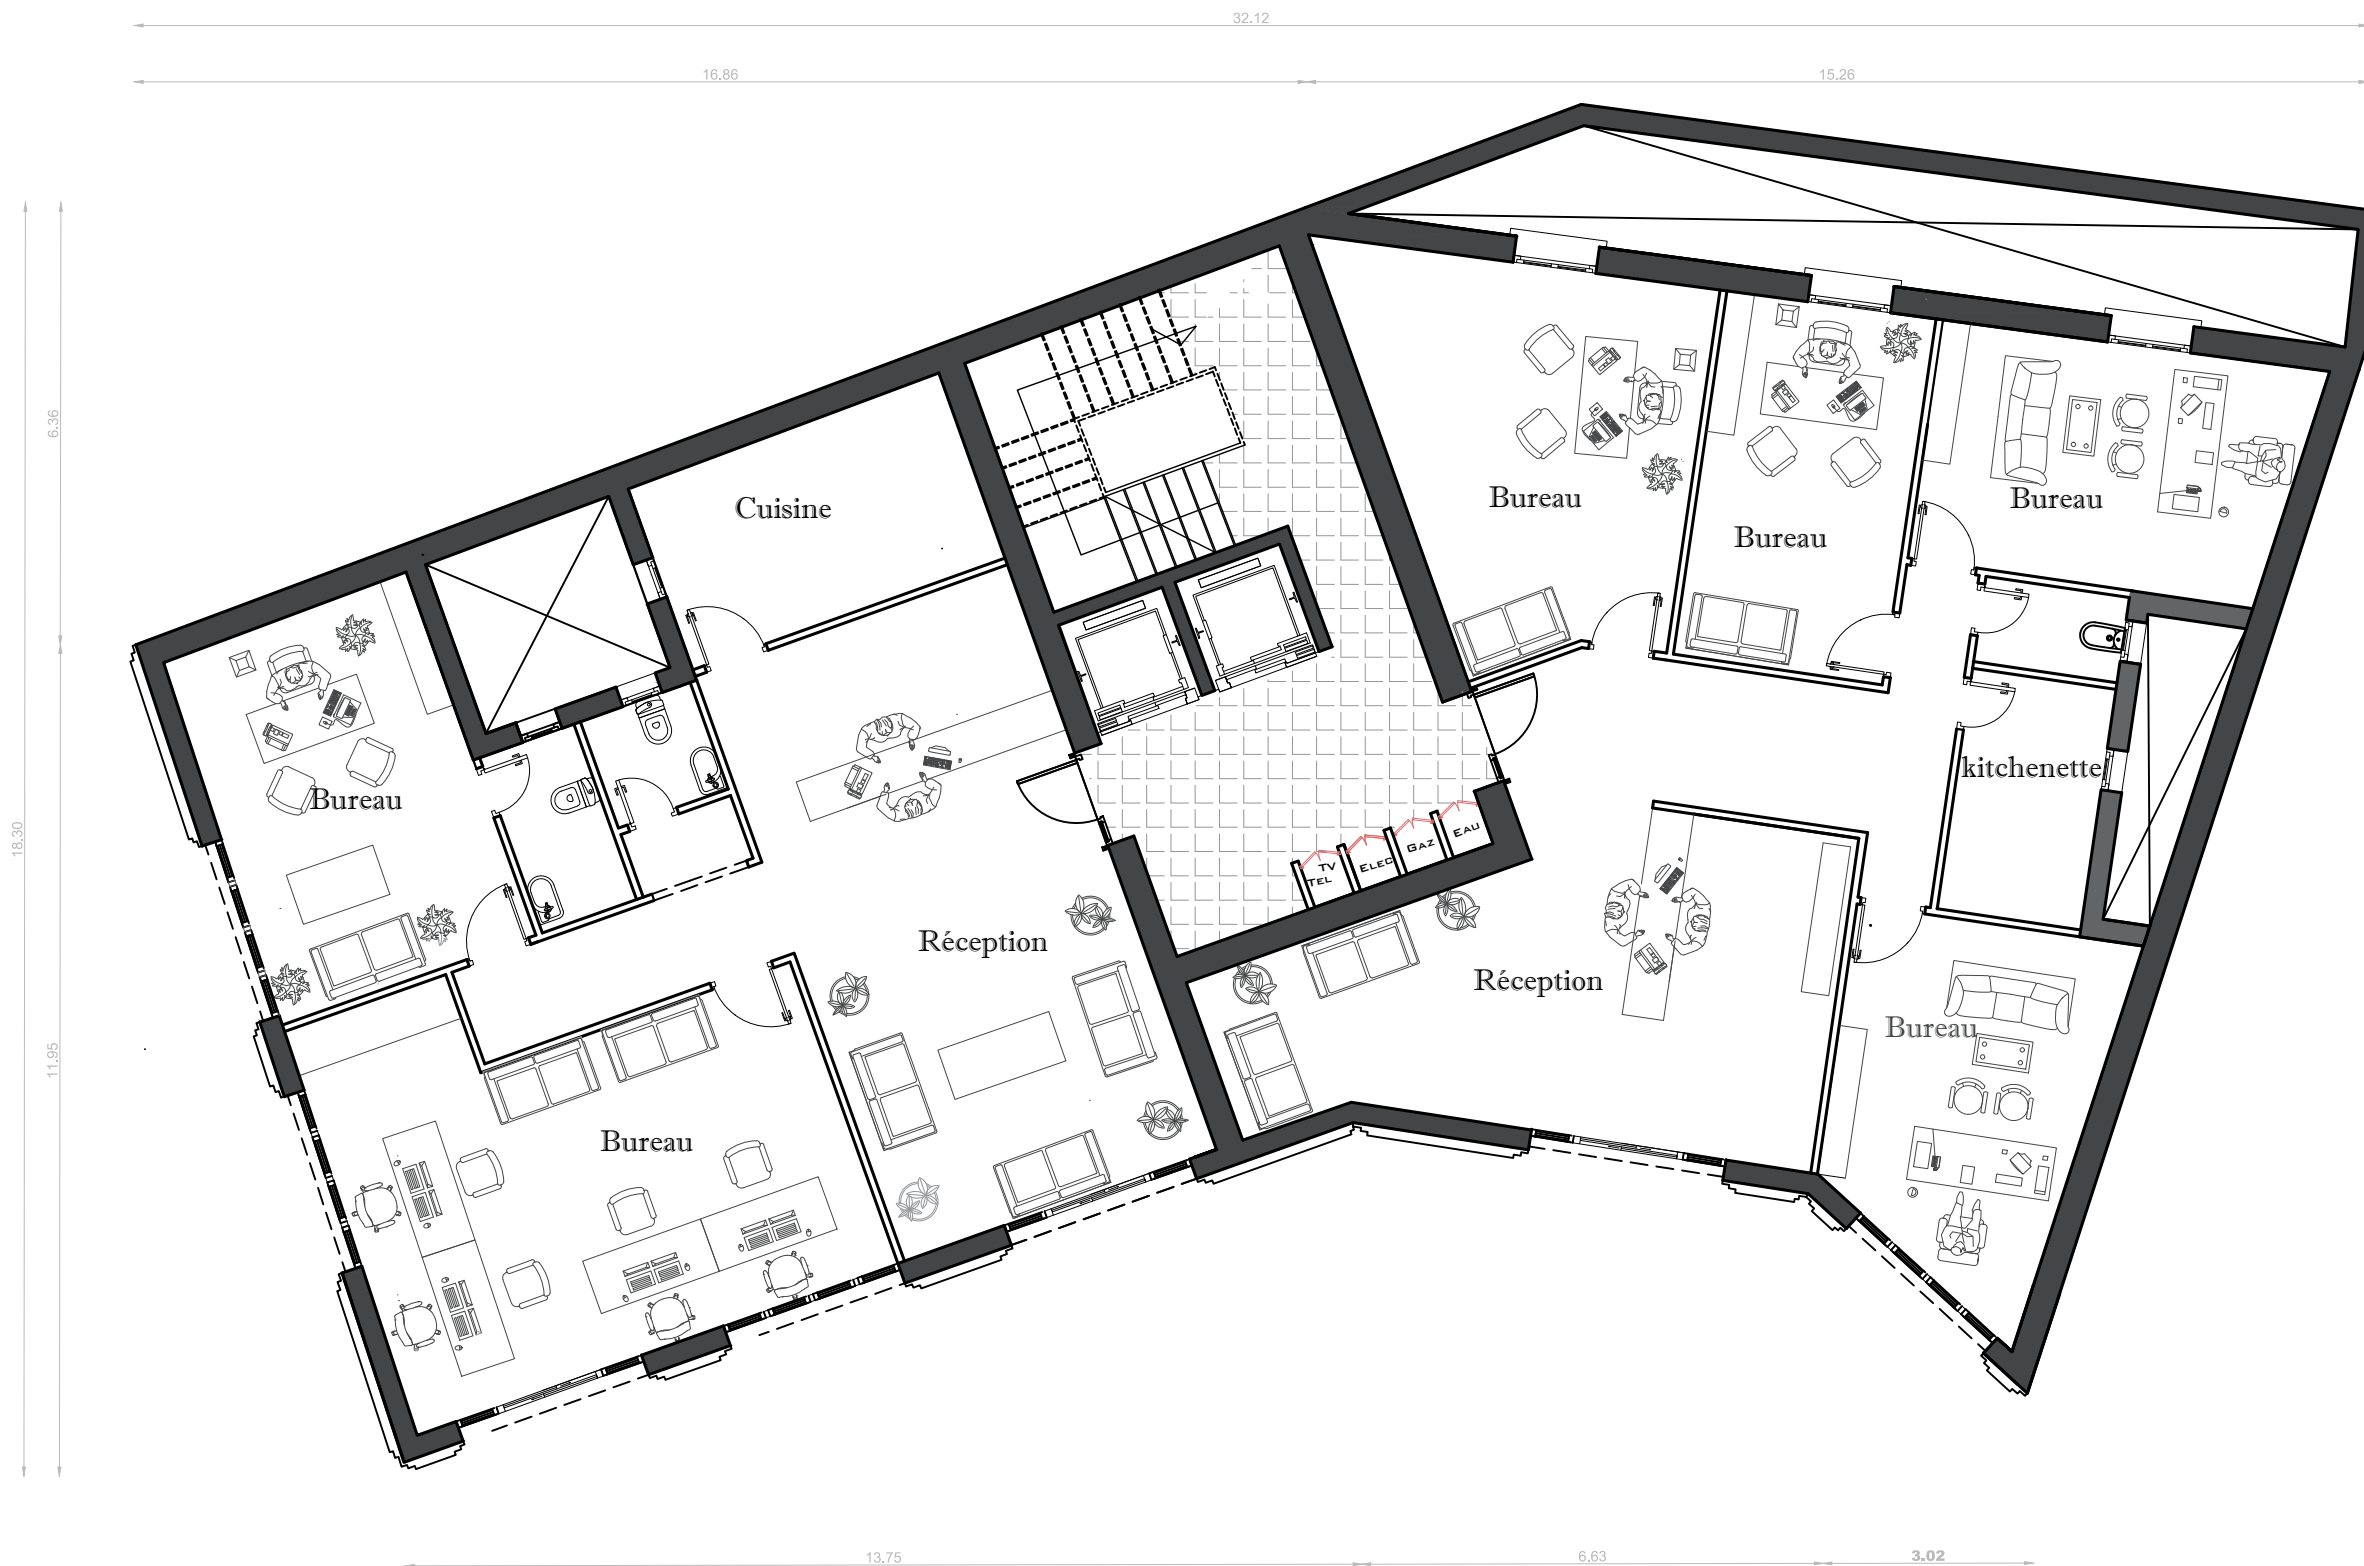 32.12
16.86
15.26
6.36
18.30
11.95
Cuisine
Bureau
Bureau
Bureau
kitchenette
Bureau
TV
TEL
ELEC
GAZ
EAU
Réception
Réception
Bureau
Bureau
13.75
6.63
3.02